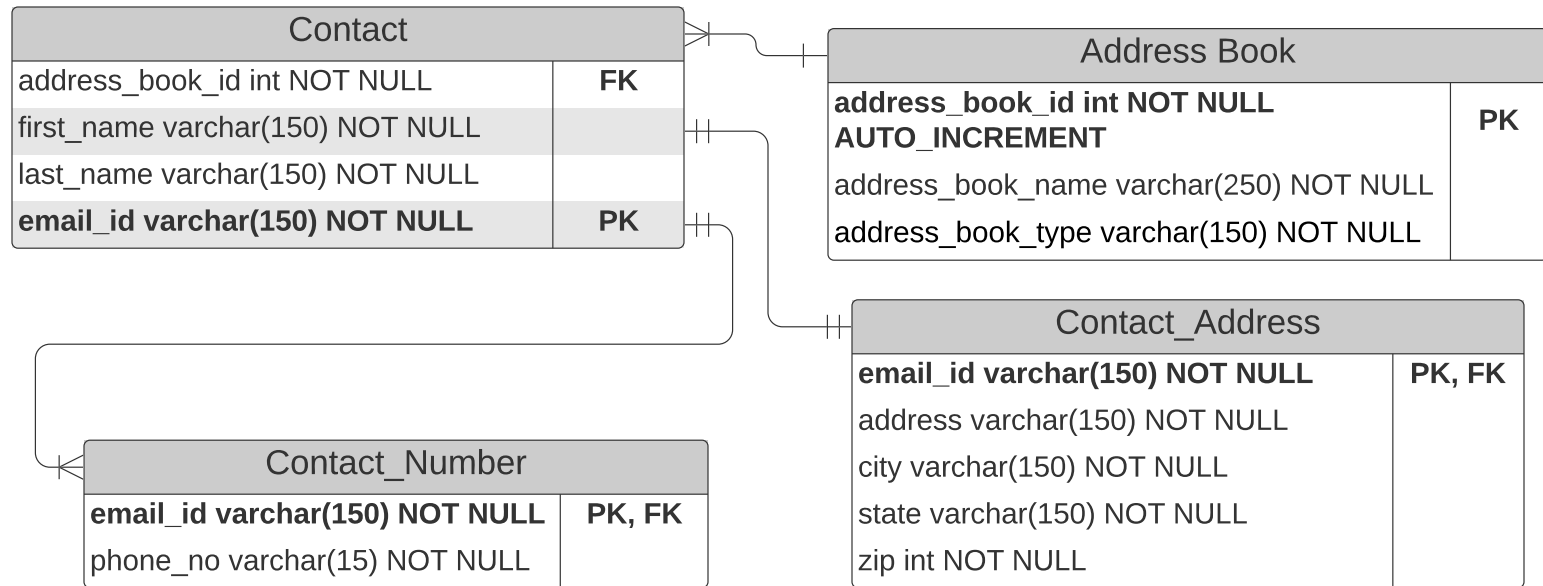 Contact
address_book_id int NOT NULL FK
first_name varchar(150) NOT NULL
last_name varchar(150) NOT NULL
email_id varchar(150) NOT NULL PK
Address Book
address_book_id int NOT NULL
AUTO_INCREMENT PK
address_book_name varchar(250) NOT NULL
address_book_type varchar(150) NOT NULL
Contact_Address
email_id varchar(150) NOT NULL PK, FK
address varchar(150) NOT NULL
city varchar(150) NOT NULL
state varchar(150) NOT NULL
zip int NOT NULL
Contact_Number
email_id varchar(150) NOT NULL PK, FK
phone_no varchar(15) NOT NULL